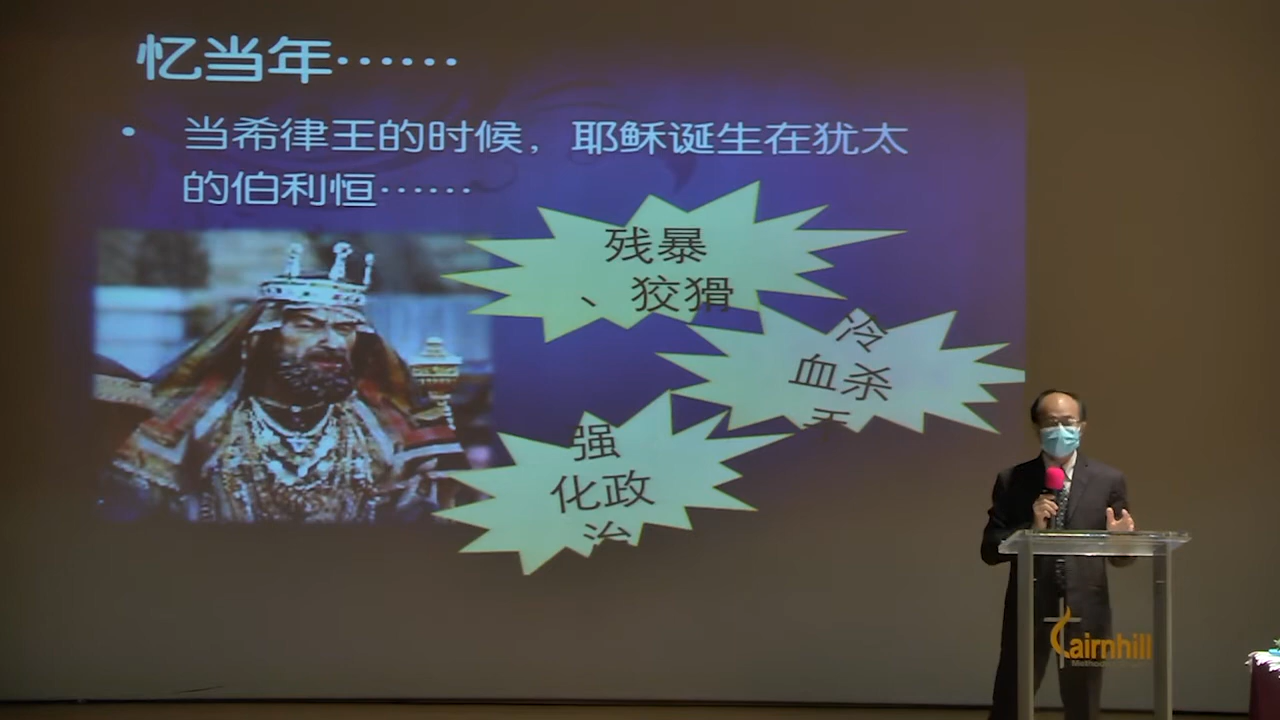 忆当年……
• 当希律王的时候，耶稣诞生在犹太
的伯利恒……
残暴
、狡猾
冷
血杀
强
化政
治
airnhill